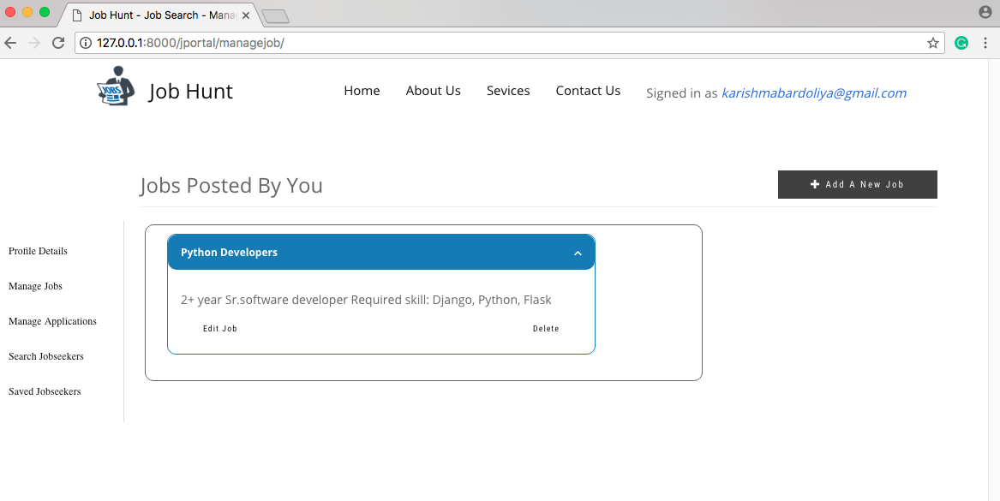 Job Hunt - Job Search - Mana
127.0.0.1:8000/jportal/managejob/
JOBS
Job Hunt
Home About Us Sevices Contact Us Signed in as karishmabardoliya@gmail.com
Jobs Posted By You
Add A New Job
Profile Details
Manage Jobs
Manage Applications
Search Jobseekers
Saved Jobseekers
Python Developers
2+ year Sr.software developer Required skill: Django, Python, Flask
Edit Job Delete